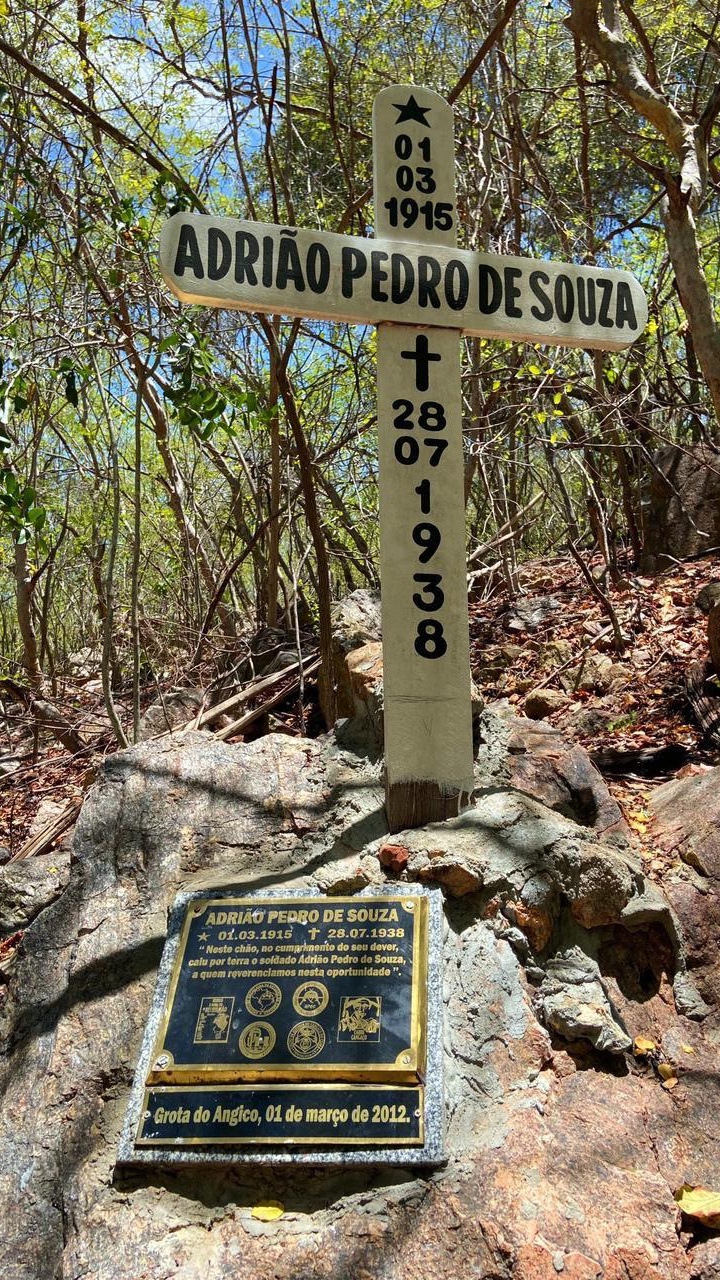 ★
01
03
1915
ADRIÃO PEDRO DE SOUZA
✝
28
07
1
9
3
8
ADRIÃO PEDRO DE SOUZA
★ 01.03.1915 ✝ 28.07.1938
“ Neste chão, no cumprimento do seu dever,
caiu por terra o soldado Adrião Pedro de Souza,
a quem reverenciamos nesta oportunidade ”.
CANGAÇO
Grota do Angico, 01 de março de 2012.